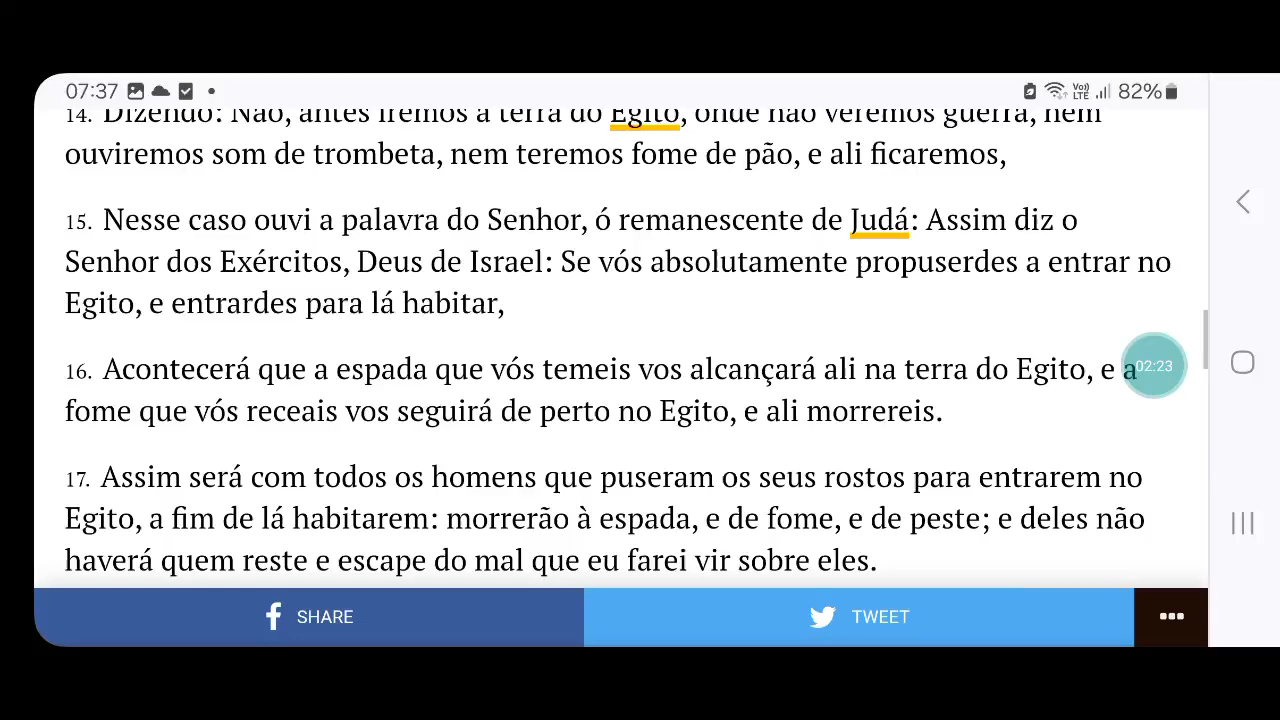 07:37
Vo) LTE 82%
14. Dizendo: Não, antes iremos à terra do Egito, onde não veremos guerra, nem
ouviremos som de trombeta, nem teremos fome de pão, e ali ficaremos,
15. Nesse caso ouvi a palavra do Senhor, ó remanescente de Judá: Assim diz o
Senhor dos Exércitos, Deus de Israel: Se vós absolutamente propuserdes a entrar no
Egito, e entrardes para lá habitar,
16. Acontecerá que a espada que vós temeis vos alcançará ali na terra do Egito, e a
02:23
fome que vós receais vos seguirá de perto no Egito, e ali morrereis.
17. Assim será com todos os homens que puseram os seus rostos para entrarem no
Egito, a fim de lá habitarem: morrerão à espada, e de fome, e de peste; e deles não
haverá quem reste e escape do mal que eu farei vir sobre eles.
SHARE
TWEET